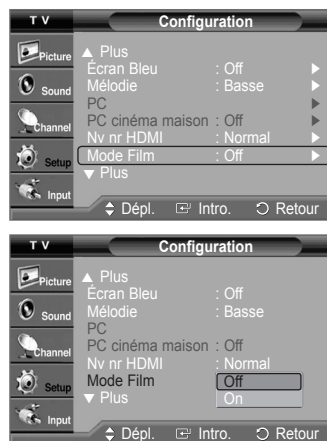 T V Configuration
Picture
Sound
Channel
Setup
Input
▲ Plus
Écran Bleu : Off ►
Mélodie : Basse ►
PC ►
PC cinéma maison : Off ►
Nv nr HDMI : Normal ►
Mode Film : Off ►
▼ Plus
Dépl. Intro. Retour
T V Configuration
Picture
Sound
Channel
Setup
Input
▲ Plus
Écran Bleu : Off
Mélodie : Basse
PC
PC cinéma maison : Off
Nv nr HDMI : Normal
Mode Film Off
On
▼ Plus
Dépl. Intro. Retour